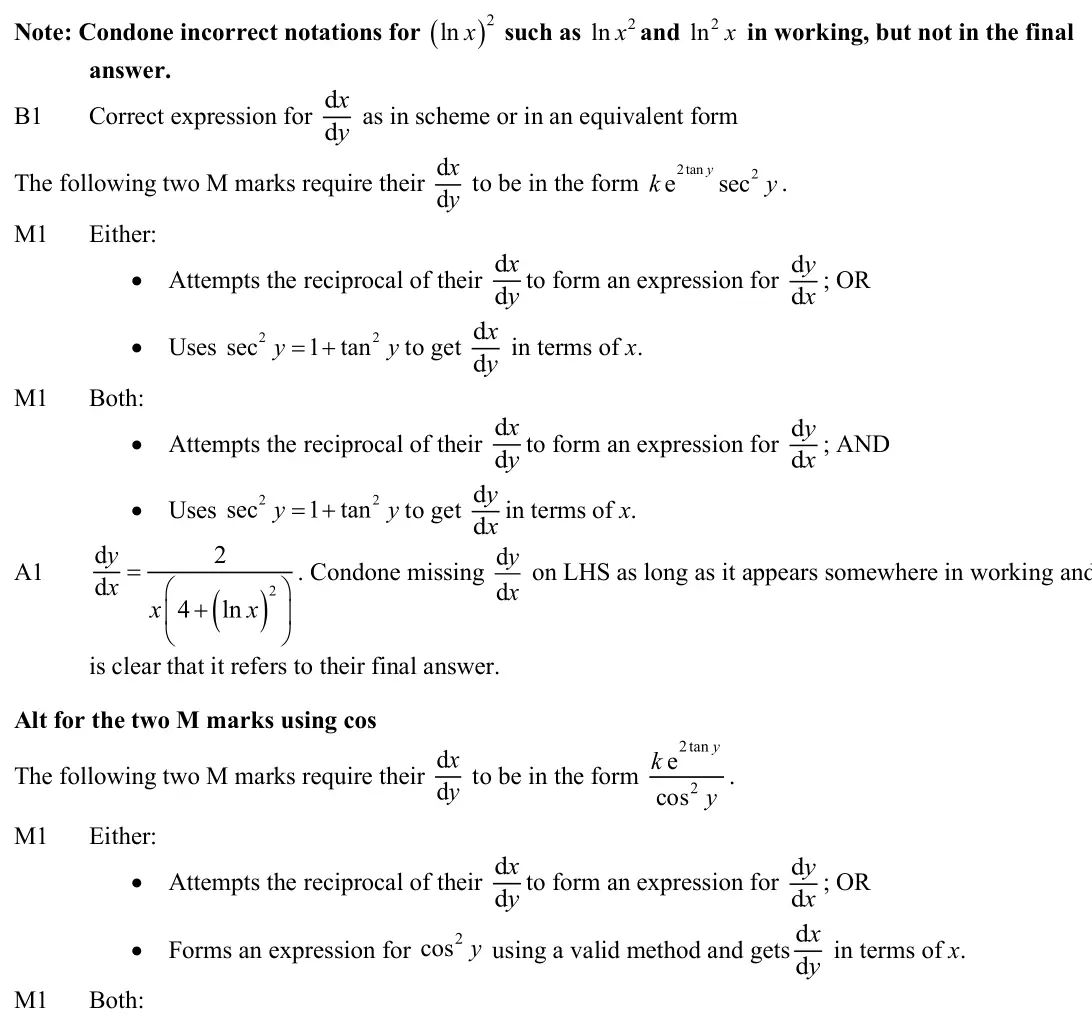 Note: Condone incorrect notations for (ln x)² such as ln x² and ln² x in working, but not in the final
answer.
B1 Correct expression for dx/dy as in scheme or in an equivalent form
The following two M marks require their dx/dy to be in the form k e^(2 tan y) sec² y.
M1 Either:
• Attempts the reciprocal of their dx/dy to form an expression for dy/dx; OR
• Uses sec² y = 1 + tan² y to get dx/dy in terms of x.
M1 Both:
• Attempts the reciprocal of their dx/dy to form an expression for dy/dx; AND
• Uses sec² y = 1 + tan² y to get dy/dx in terms of x.
A1 dy/dx = 2/(x(4 + (ln x)²)). Condone missing dy/dx on LHS as long as it appears somewhere in working and
is clear that it refers to their final answer.
Alt for the two M marks using cos
The following two M marks require their dx/dy to be in the form k e^(2 tan y)/cos² y.
M1 Either:
• Attempts the reciprocal of their dx/dy to form an expression for dy/dx; OR
• Forms an expression for cos² y using a valid method and gets dx/dy in terms of x.
M1 Both: